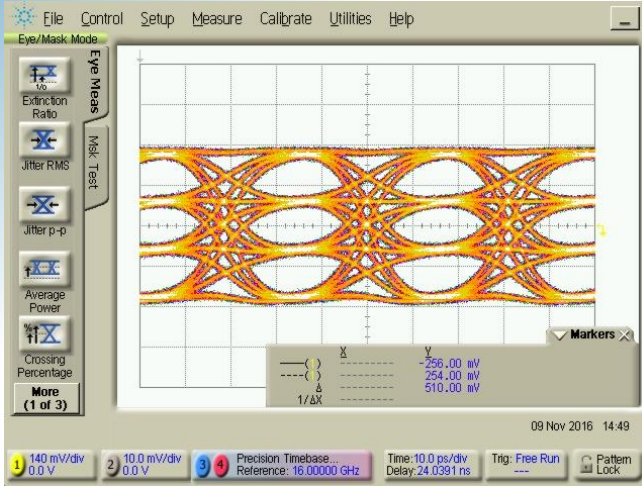 File Control Setup Measure Calibrate Utilities Help
Eye/Mask Mode
Eye Meas
Msk Test
1/0
Extinction
Ratio
Jitter RMS
Jitter p-p
Average
Power
%
Crossing
Percentage
More
(1 of 3)
Markers
X Y
----( ) --------- -256.00 mV
----( ) --------- 254.00 mV
Δ --------- 510.00 mV
1/ΔX ---------
09 Nov 2016 14:49
1 140 mV/div
0.0 V
2 10.0 mV/div
0.0 V
3 4 Precision Timebase...
Reference: 16.00000 GHz
Time:10.0 ps/div
Delay:24.0391 ns
Trig: Free Run
---
Pattern
Lock